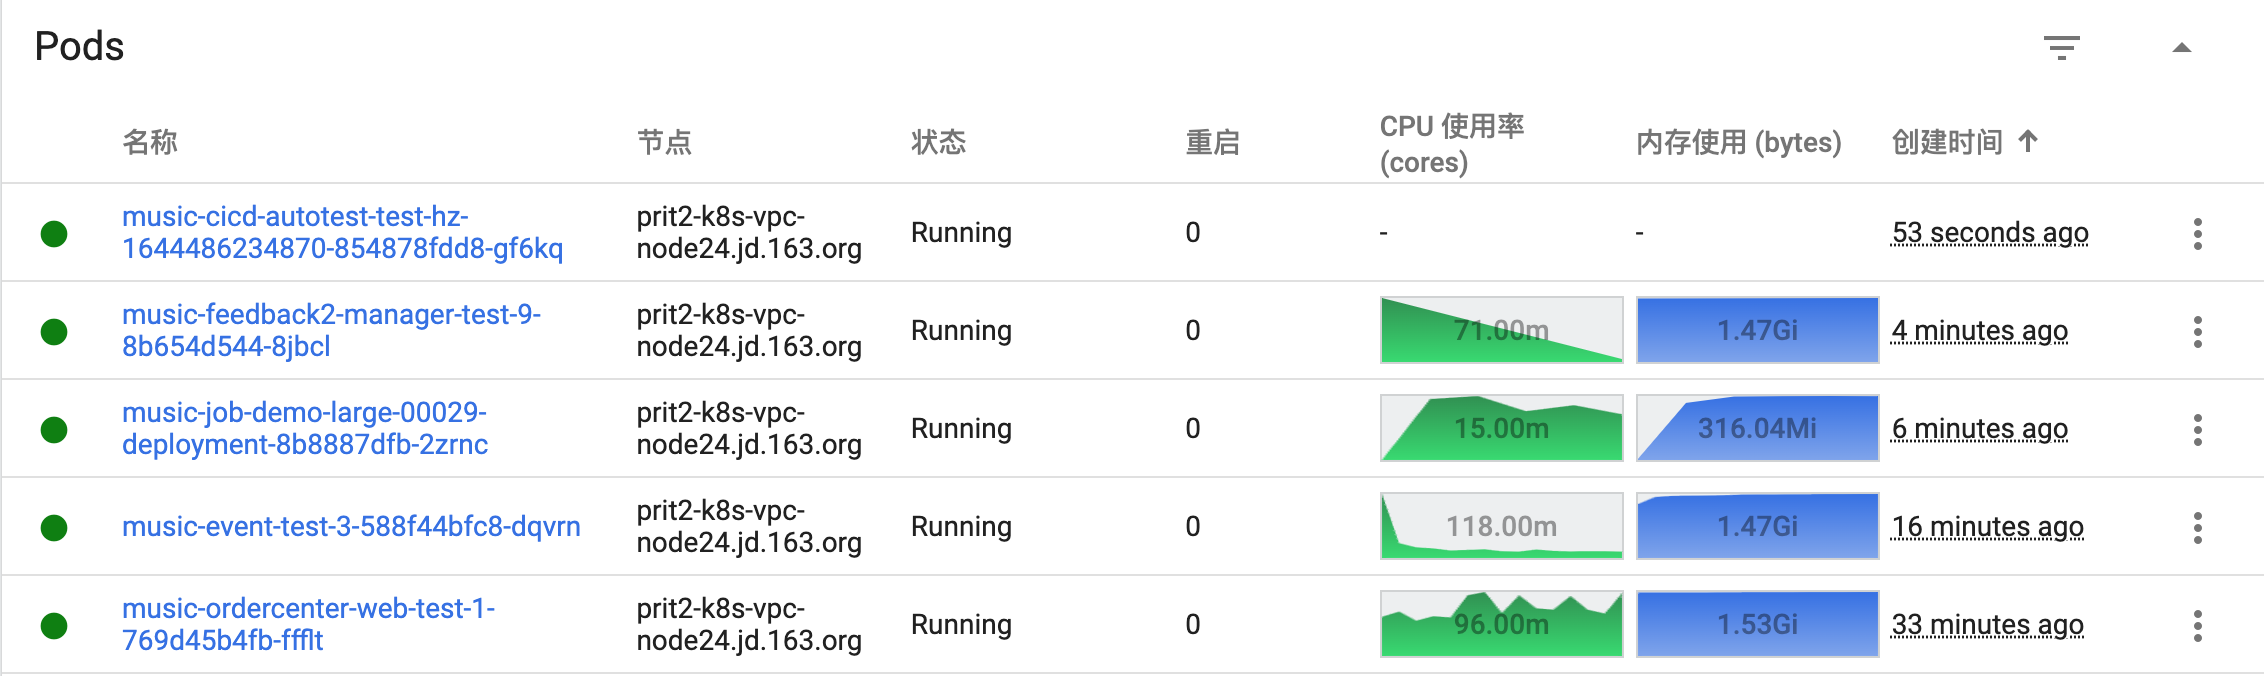 Pods
名称
节点
状态
重启
CPU 使用率
(cores)
内存使用 (bytes)
创建时间
music-cicd-autotest-test-hz-
1644486234870-854878fdd8-gf6kq
prit2-k8s-vpc-
node24.jd.163.org
Running
0
-
-
53 seconds ago
music-feedback2-manager-test-9-
8b654d544-8jbcl
prit2-k8s-vpc-
node24.jd.163.org
Running
0
71.00m
1.47Gi
4 minutes ago
music-job-demo-large-00029-
deployment-8b8887dfb-2zrnc
prit2-k8s-vpc-
node24.jd.163.org
Running
0
15.00m
316.04Mi
6 minutes ago
music-event-test-3-588f44bfc8-dqvrn
prit2-k8s-vpc-
node24.jd.163.org
Running
0
118.00m
1.47Gi
16 minutes ago
music-ordercenter-web-test-1-
769d45b4fb-ffflt
prit2-k8s-vpc-
node24.jd.163.org
Running
0
96.00m
1.53Gi
33 minutes ago